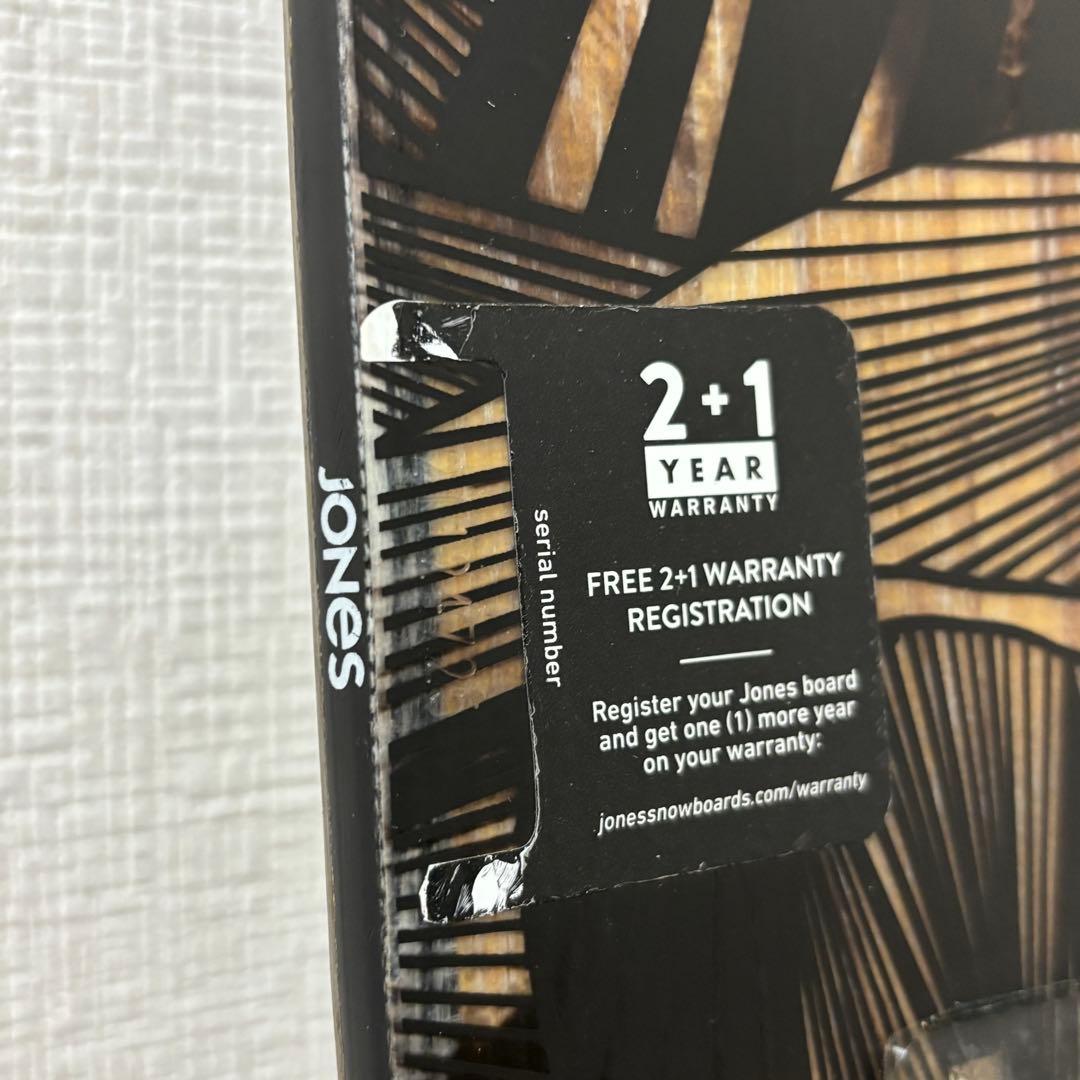 JONES
serial number
2+1
YEAR
WARRANTY
FREE 2+1 WARRANTY
REGISTRATION
Register your Jones board
and get one (1) more year
on your warranty:
jonessnowboards.com/warranty